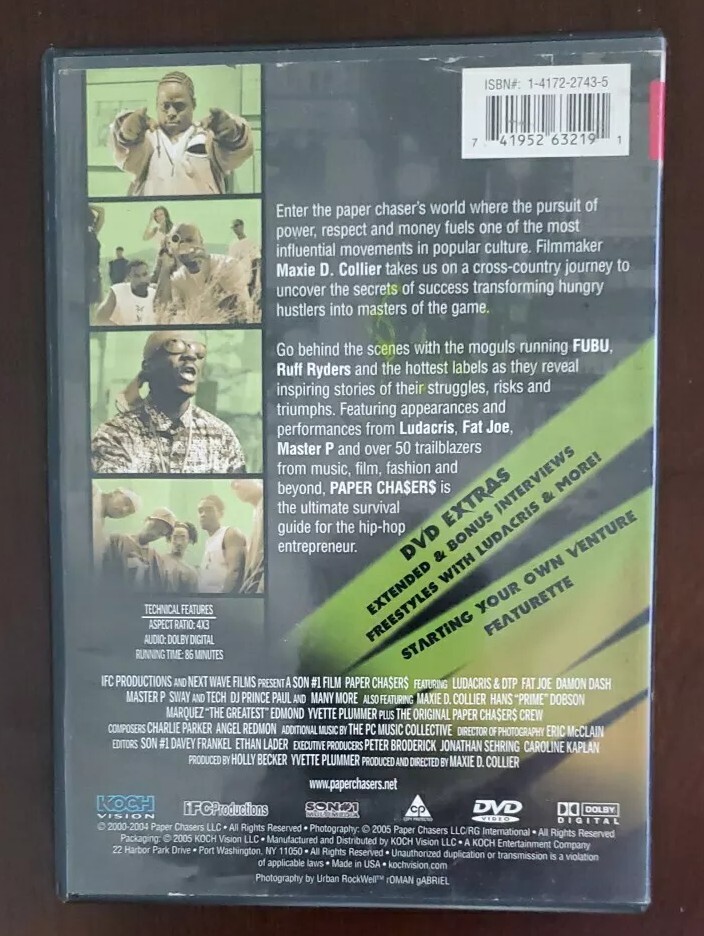 ISBN#: 1-4172-2743-5
7 41952 63219 1
Enter the paper chaser's world where the pursuit of
power, respect and money fuels one of the most
influential movements in popular culture. Filmmaker
Maxie D. Collier takes us on a cross-country journey to
uncover the secrets of success transforming hungry
hustlers into masters of the game.
Go behind the scenes with the moguls running FUBU,
Ruff Ryders and the hottest labels as they reveal
inspiring stories of their struggles, risks and
triumphs. Featuring appearances and
performances from Ludacris, Fat Joe,
Master P and over 50 trailblazers
from music, film, fashion and
beyond, PAPER CHA$ER$ is
the ultimate survival
guide for the hip-hop
entrepreneur.
DVD EXTRAS
EXTENDED & BONUS INTERVIEWS
FREESTYLES WITH LUDACRIS & MORE!
STARTING YOUR OWN VENTURE
FEATURETTE
TECHNICAL FEATURES
ASPECT RATIO: 4X3
AUDIO: DOLBY DIGITAL
RUNNING TIME: 86 MINUTES
IFC PRODUCTIONS AND NEXT WAVE FILMS PRESENT A SON #1 FILM PAPER CHA$ER$ FEATURING LUDACRIS & DTP FAT JOE DAMON DASH
MASTER P SWAY AND TECH DJ PRINCE PAUL AND MANY MORE ALSO FEATURING MAXIE D. COLLIER HANS "PRIME" DOBSON
MARQUEZ "THE GREATEST" EDMOND YVETTE PLUMMER PLUS THE ORIGINAL PAPER CHA$ER$ CREW
COMPOSERS CHARLIE PARKER ANGEL REDMON ADDITIONAL MUSIC BY THE PC MUSIC COLLECTIVE DIRECTOR OF PHOTOGRAPHY ERIC McCLAIN
EDITORS SON #1 DAVEY FRANKEL ETHAN LADER EXECUTIVE PRODUCERS PETER BRODERICK JONATHAN SEHRING CAROLINE KAPLAN
PRODUCED BY HOLLY BECKER YVETTE PLUMMER PRODUCED AND DIRECTED BY MAXIE D. COLLIER
www.paperchasers.net
KOCH VISION
IFCProductions
SON#1
CP
DVD VIDEO
DOLBY DIGITAL
© 2000-2004 Paper Chasers LLC • All Rights Reserved • Photography: © 2005 Paper Chasers LLC/RG International • All Rights Reserved
Packaging: © 2005 KOCH Vision LLC • Manufactured and Distributed by KOCH Vision LLC • A KOCH Entertainment Company
22 Harbor Park Drive • Port Washington, NY 11050 • All Rights Reserved • Unauthorized duplication or transmission is a violation
of applicable laws • Made in USA • kochvision.com
Photography by Urban RockWell™ rOMAN gABRIEL